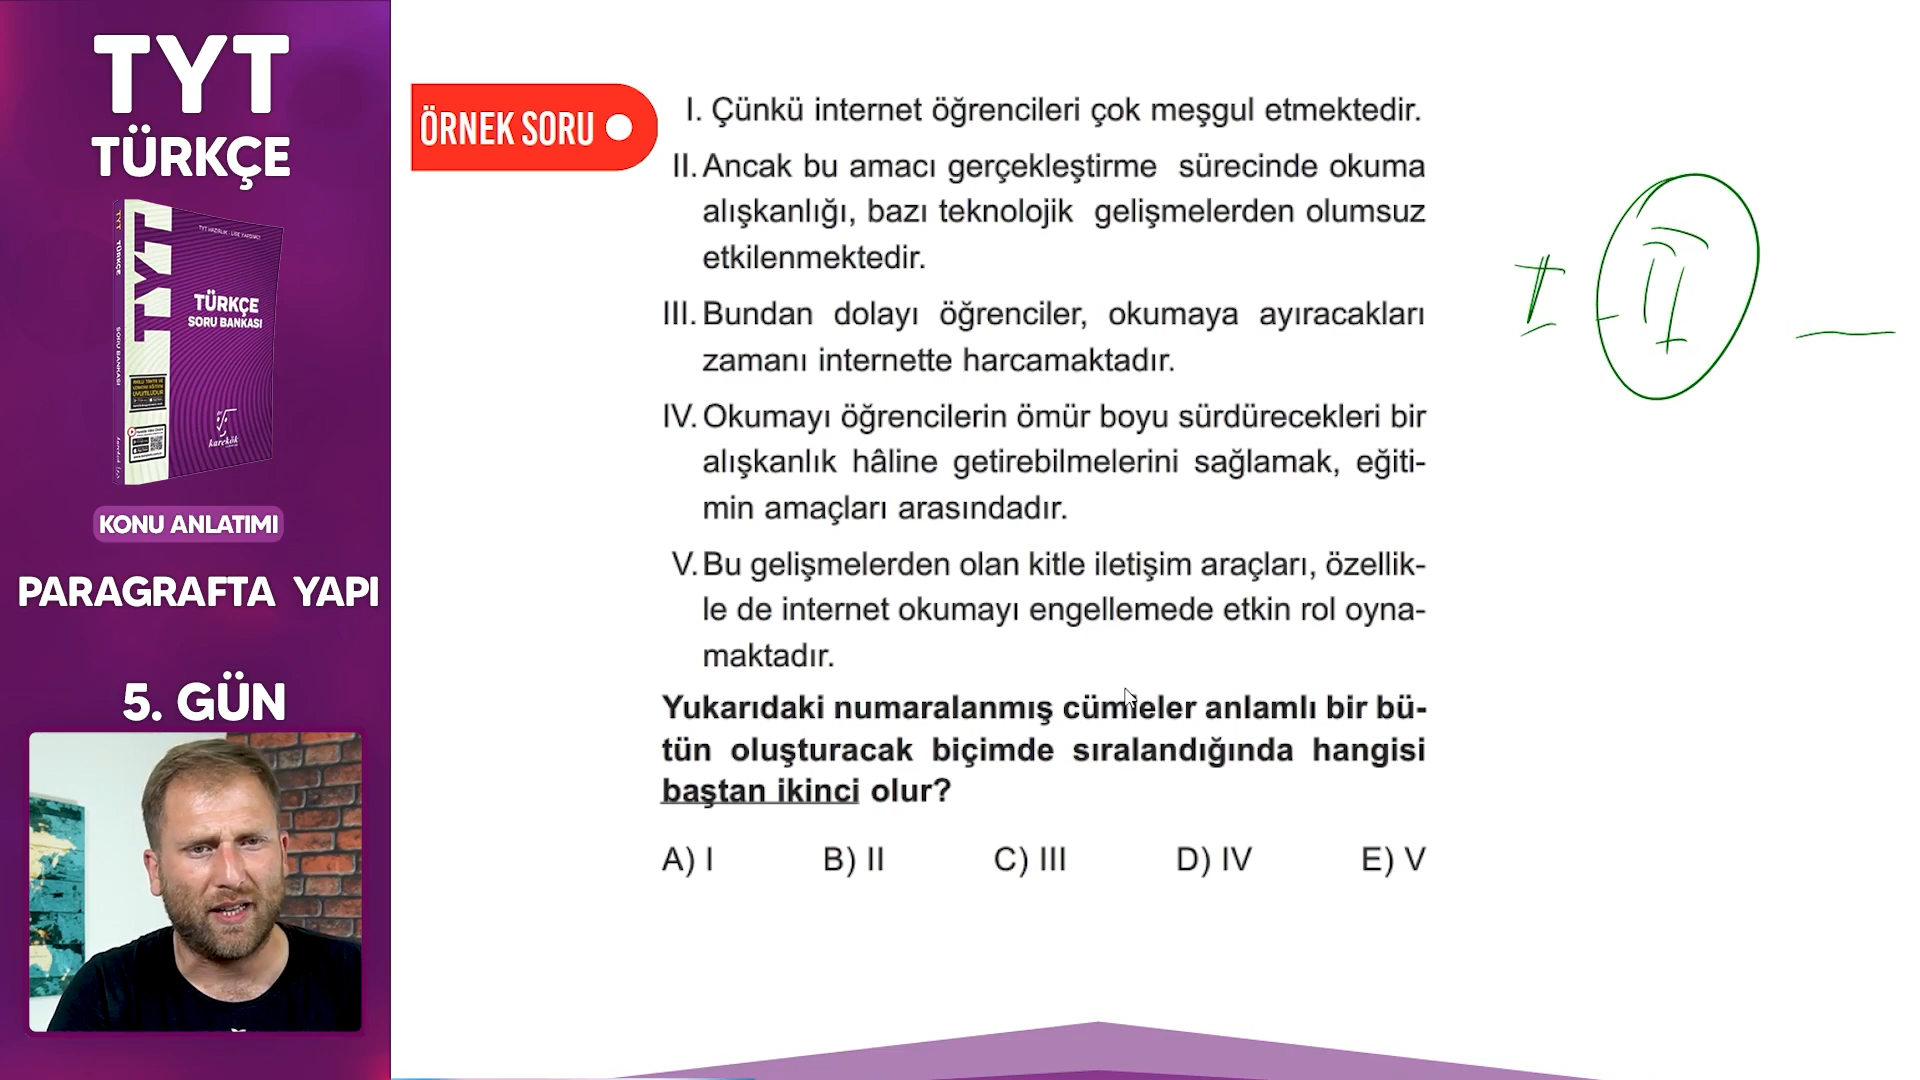 TYT
TÜRKÇE
TYT
TÜRKÇE
SORU BANKASI
karekök
KONU ANLATIMI
PARAGRAFTA YAPI
5. GÜN
ÖRNEK SORU
I. Çünkü internet öğrencileri çok meşgul etmektedir.
II. Ancak bu amacı gerçekleştirme sürecinde okuma
alışkanlığı, bazı teknolojik gelişmelerden olumsuz
etkilenmektedir.
III. Bundan dolayı öğrenciler, okumaya ayıracakları
zamanı internette harcamaktadır.
IV. Okumayı öğrencilerin ömür boyu sürdürecekleri bir
alışkanlık hâline getirebilmelerini sağlamak, eğiti-
min amaçları arasındadır.
V. Bu gelişmelerden olan kitle iletişim araçları, özellik-
le de internet okumayı engellemede etkin rol oyna-
maktadır.
Yukarıdaki numaralanmış cümleler anlamlı bir bü-
tün oluşturacak biçimde sıralandığında hangisi
baştan ikinci olur?
A) I B) II C) III D) IV E) V
I - II